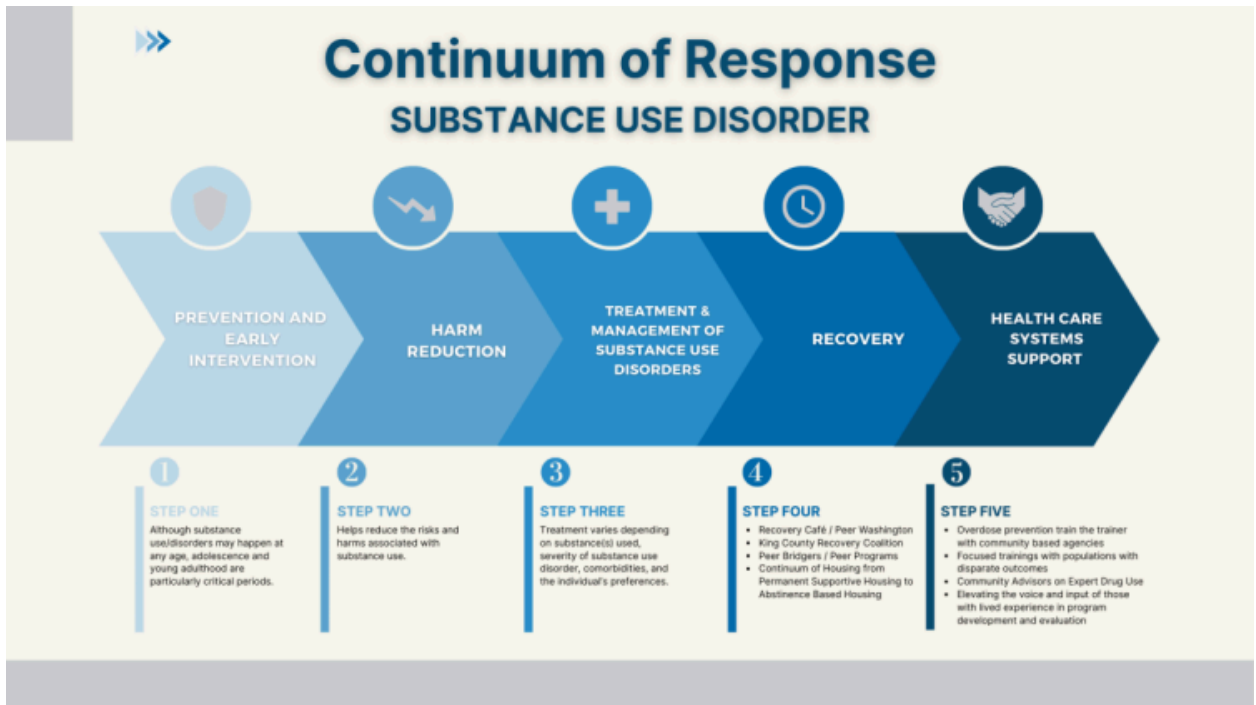 Continuum of Response
SUBSTANCE USE DISORDER
PREVENTION AND
EARLY
INTERVENTION
HARM
REDUCTION
TREATMENT &
MANAGEMENT OF
SUBSTANCE USE
DISORDERS
RECOVERY
HEALTH CARE
SYSTEMS
SUPPORT
1
STEP ONE
Although substance
use/disorders may happen at
any age, adolescence and
young adulthood are
particularly critical periods.
2
STEP TWO
Helps reduce the risks and
harms associated with
substance use.
3
STEP THREE
Treatment varies depending
on substance(s) used,
severity of substance use
disorder, comorbidities, and
the individual's preferences.
4
STEP FOUR
• Recovery Café / Peer Washington
• King County Recovery Coalition
• Peer Bridgers / Peer Programs
• Continuum of Housing from
Permanent Supportive Housing to
Abstinence Based Housing
5
STEP FIVE
• Overdose prevention train the trainer
with community based agencies
• Focused trainings with populations with
disparate outcomes
• Community Advisors on Expert Drug Use
• Elevating the voice and input of those
with lived experience in program
development and evaluation